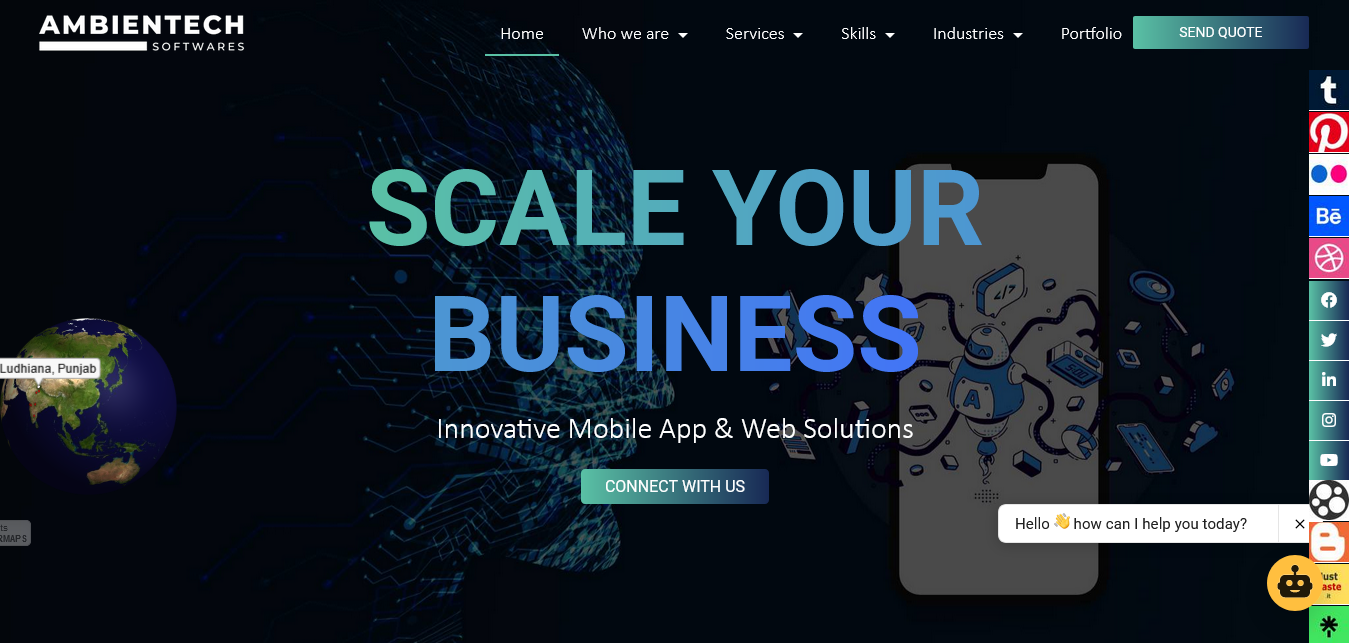 AMBIENTECH
SOFTWARES
Home Who we are Services Skills Industries Portfolio SEND QUOTE
SCALE YOUR
BUSINESS
Innovative Mobile App & Web Solutions
CONNECT WITH US
Ludhiana, Punjab
Hello 👋 how can I help you today?
Bē